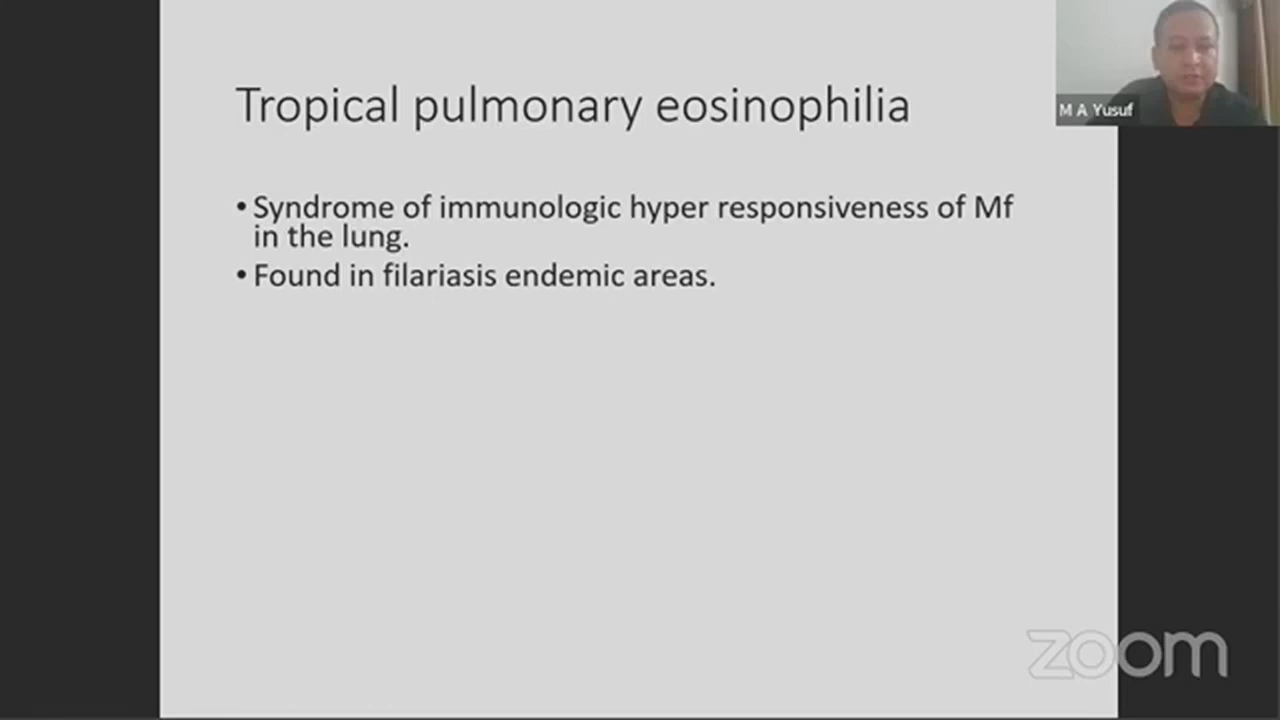 Tropical pulmonary eosinophilia
M A Yusuf
• Syndrome of immunologic hyper responsiveness of Mf
in the lung.
• Found in filariasis endemic areas.
zoom